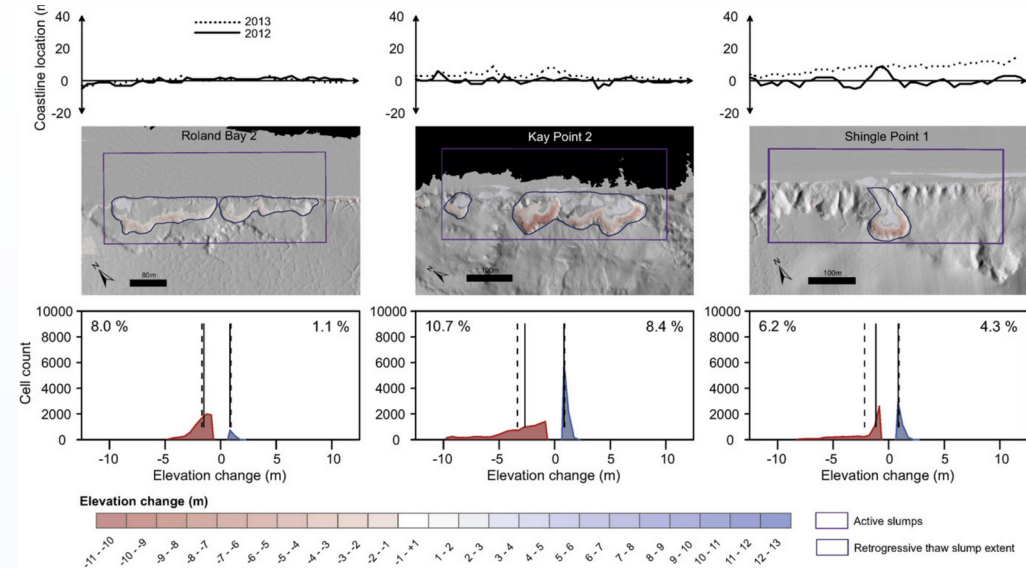 Coastline location (m
40
20
0
-20
2013
2012
40
20
0
-20
40
20
0
-20
Roland Bay 2
N
80m
Kay Point 2
N
100m
Shingle Point 1
N
100m
Cell count
10000
8000
6000
4000
2000
0
8.0 %
1.1 %
-10
-5
0
5
10
Elevation change (m)
10000
8000
6000
4000
2000
0
10.7 %
8.4 %
-10
-5
0
5
10
Elevation change (m)
10000
8000
6000
4000
2000
0
6.2 %
4.3 %
-10
-5
0
5
10
Elevation change (m)
Elevation change (m)
-11 - -10
-10 - -9
-9 - -8
-8 - -7
-7 - -6
-6 - -5
-5 - -4
-4 - -3
-3 - -2
-2 - -1
-1 - +1
1 - 2
2 - 3
3 - 4
4 - 5
5 - 6
6 - 7
7 - 8
8 - 9
9 - 10
10 - 11
11 - 12
12 - 13
Active slumps
Retrogressive thaw slump extent